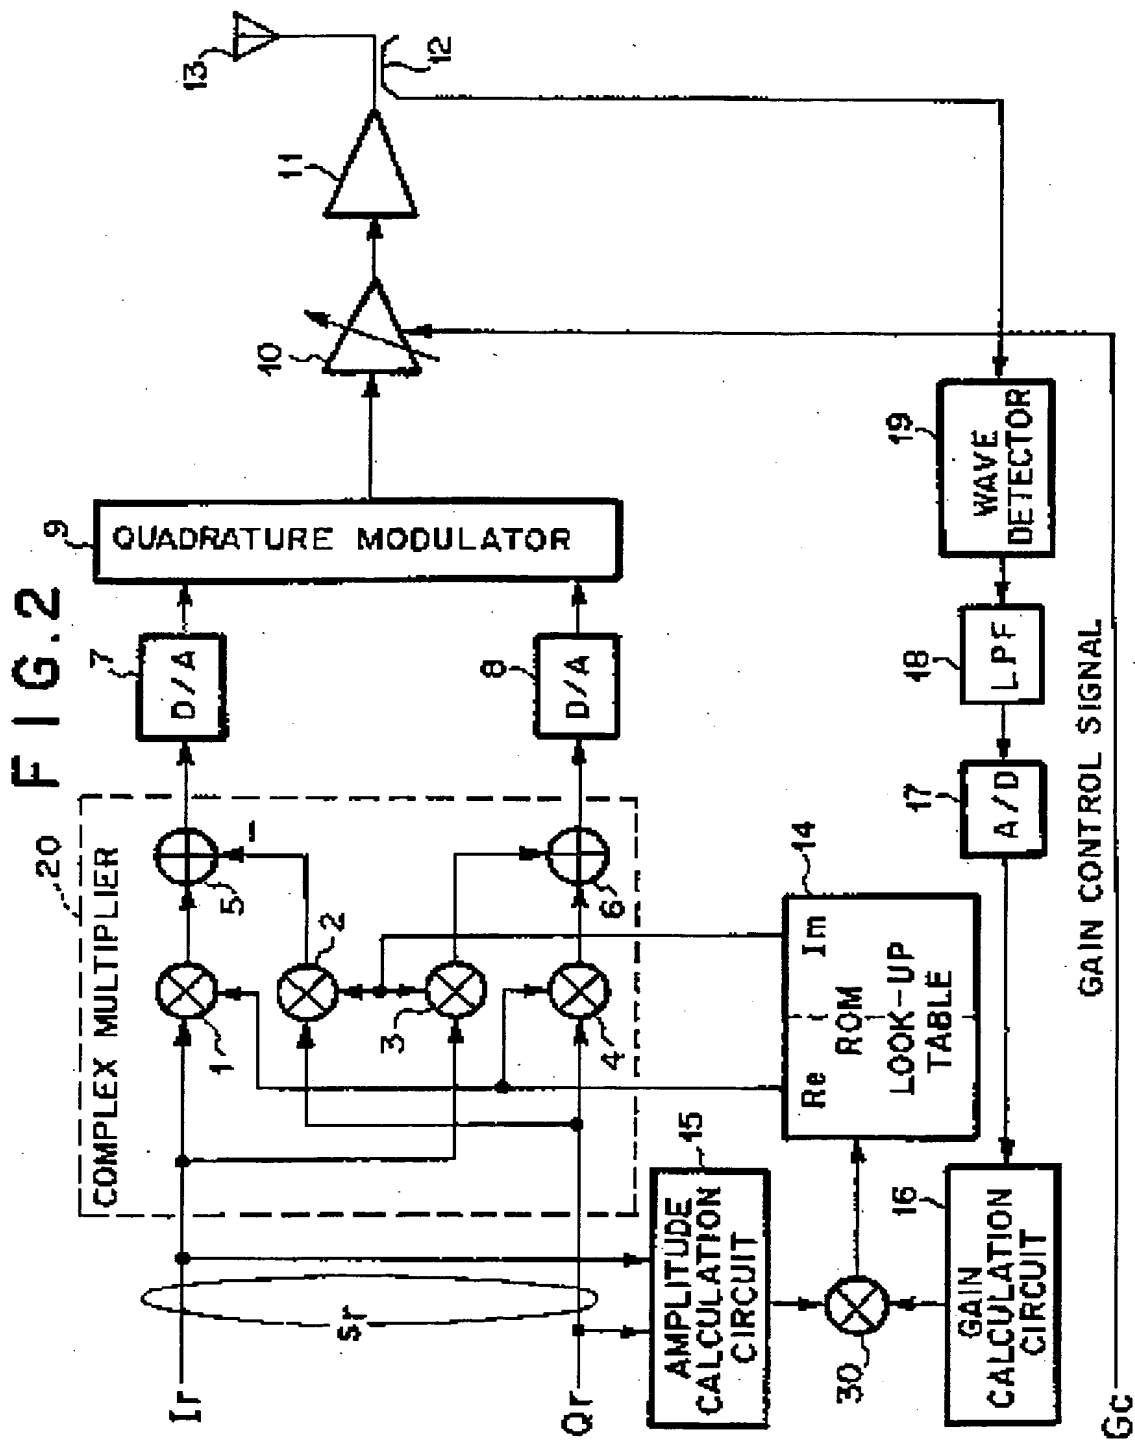 FIG.2
20
COMPLEX MULTIPLIER
Ir
Qr
Sr
1
2
3
4
5
6
-
7
D/A
8
D/A
9
QUADRATURE MODULATOR
10
11
12
13
14
Re
Im
ROM
LOOK-UP
TABLE
15
AMPLITUDE
CALCULATION
CIRCUIT
30
16
GAIN
CALCULATION
CIRCUIT
17
A/D
18
LPF
19
WAVE
DETECTOR
Gc
GAIN CONTROL SIGNAL